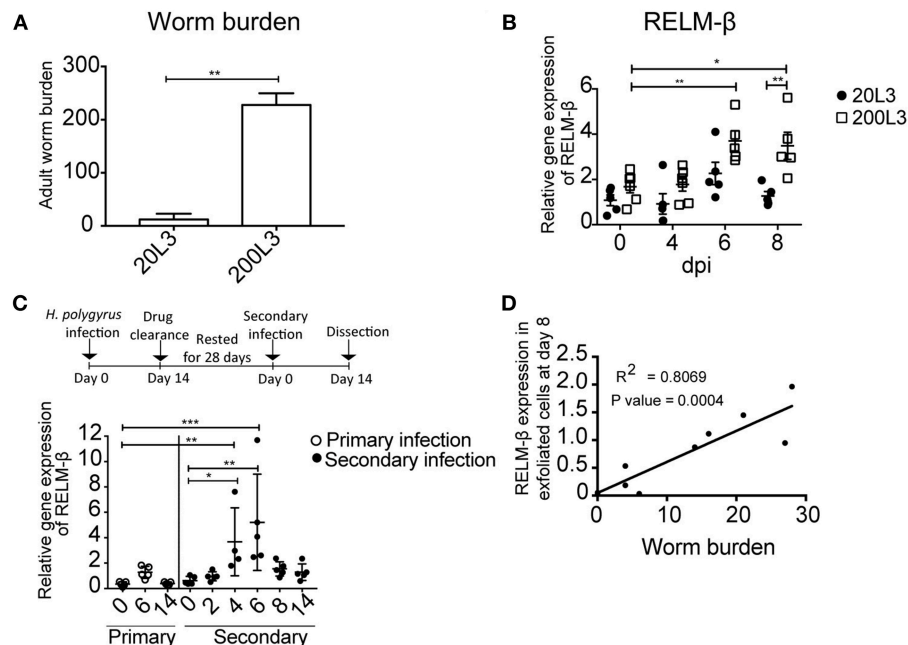 A
Worm burden
Adult worm burden
300
200
100
0
20L3
200L3
**
B
RELM-β
Relative gene expression
of RELM-β
6
4
2
0
*
**
**
0 4 6 8
dpi
20L3
200L3
C
H. polygyrus
infection
Drug
clearance
Rested
for 28 days
Secondary
infection
Dissection
Day 0
Day 14
Day 0
Day 14
Relative gene expression
of RELM-β
12
10
8
6
4
2
0
***
**
**
*
Primary infection
Secondary infection
0 6 14 0 2 4 6 8 14
Primary Secondary
D
RELM-β expression in
exfoliated cells at day 8
2.5
2.0
1.5
1.0
0.5
0
R² = 0.8069
P value = 0.0004
0 10 20 30
Worm burden